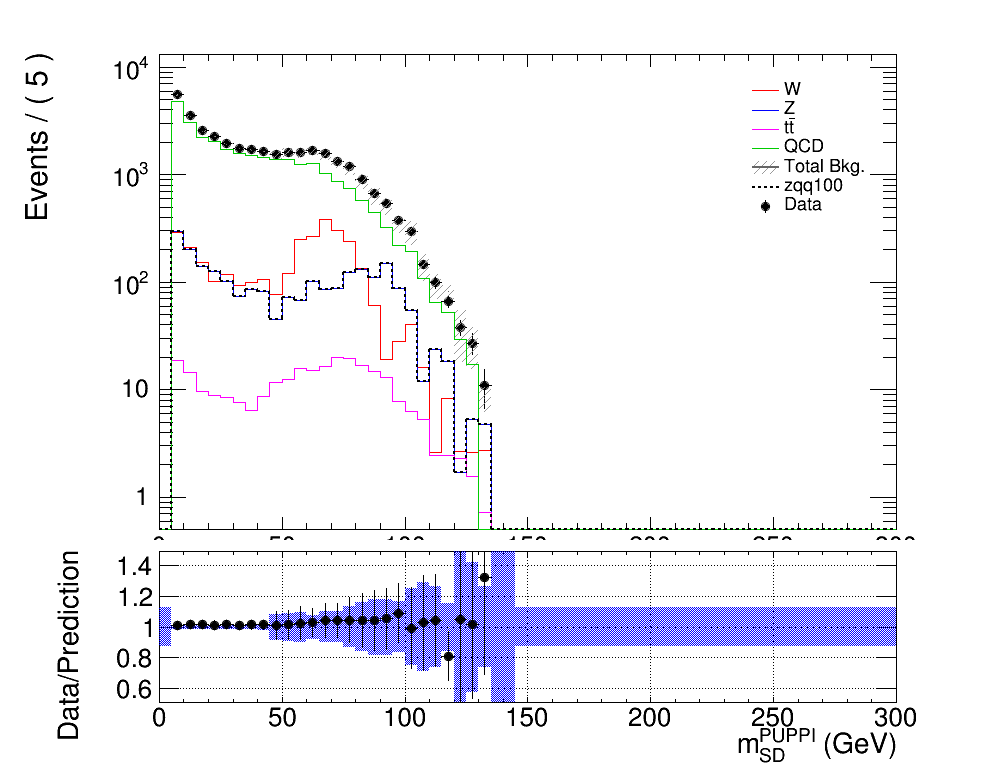 Events / ( 5 )
10⁴
10³
10²
10
1
W
Z
tt̄
QCD
Total Bkg.
zqq100
Data
Data/Prediction
1.4
1.2
1
0.8
0.6
0 50 100 150 200 250 300
m_SD^PUPPI (GeV)